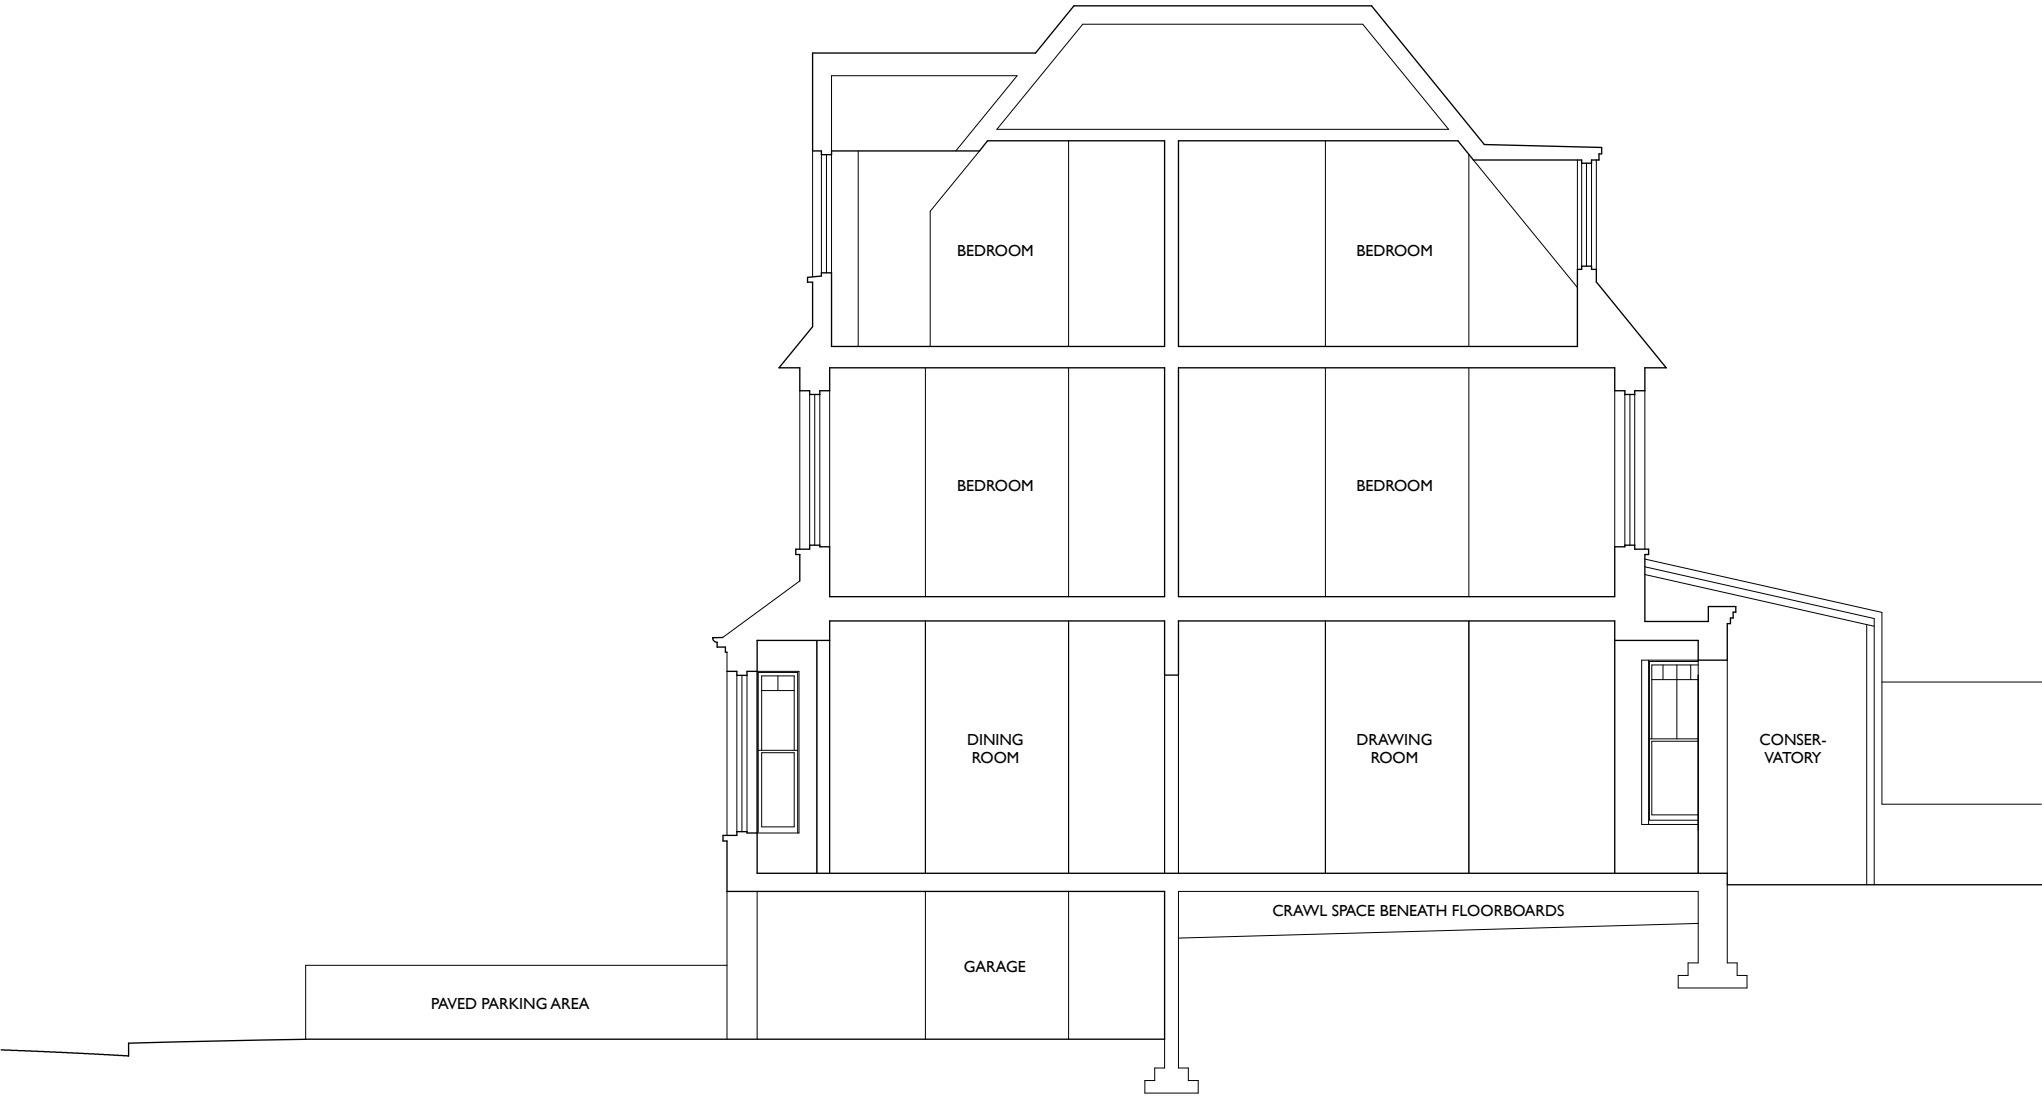 BEDROOM
BEDROOM
BEDROOM
BEDROOM
DINING
ROOM
DRAWING
ROOM
CONSER-
VATORY
CRAWL SPACE BENEATH FLOORBOARDS
GARAGE
PAVED PARKING AREA